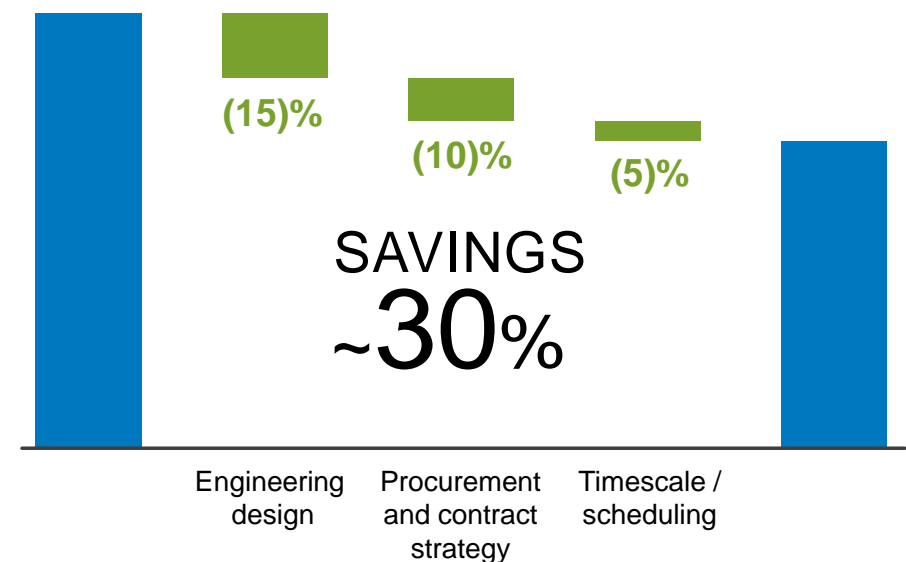 (15)%
(10)%
(5)%
SAVINGS
~30%
Engineering
design
Procurement
and contract
strategy
Timescale /
scheduling